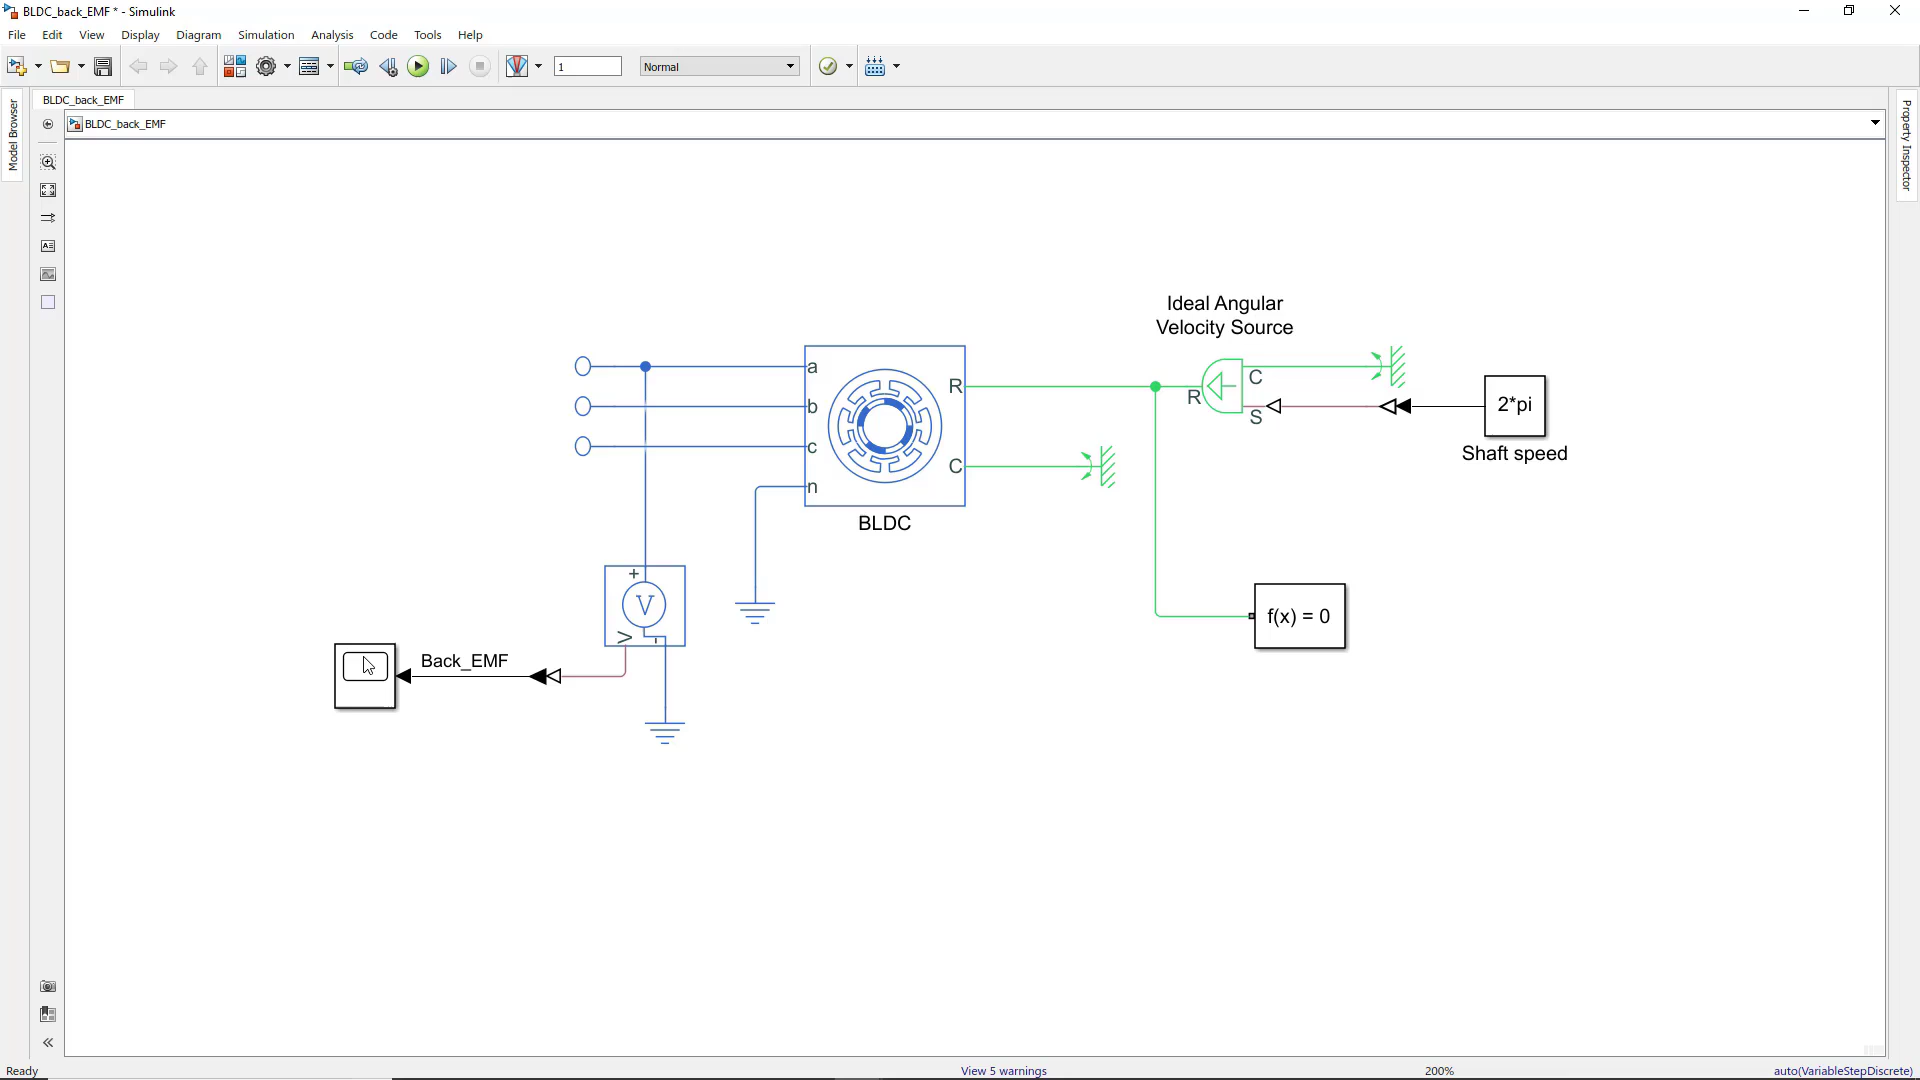 BLDC_back_EMF * - Simulink
File Edit View Display Diagram Simulation Analysis Code Tools Help
1 Normal
Model Browser
BLDC_back_EMF
BLDC_back_EMF
Property Inspector
Ideal Angular
Velocity Source
a
b
c
n
R
C
BLDC
R
C
S
2*pi
Shaft speed
+
V
V
-
f(x) = 0
Back_EMF
Ready View 5 warnings 200% auto(VariableStepDiscrete)